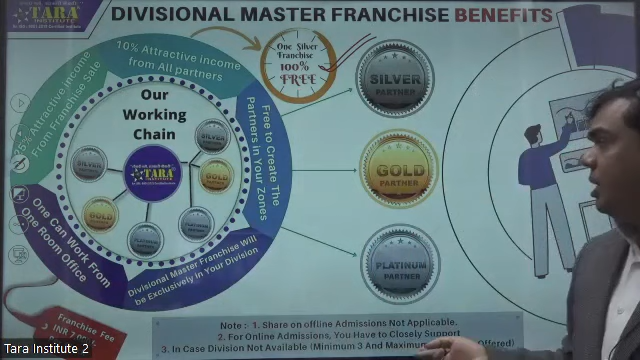 TARA
INSTITUTE
DIVISIONAL MASTER FRANCHISE BENEFITS
10% Attractive Income
from All partners
25% Attractive Income
From Franchise Sale
Free to Create The
Partners in Your Zones
Divisional Master Franchise Will
be Exclusively in Your Division
One Can Work From
One Room Office
Our
Working
Chain
SILVER
SILVER
GOLD
GOLD
PLATINUM
PLATINUM
TARA
INSTITUTE
One Silver
Franchise
100%
FREE
SILVER
PARTNER
GOLD
PARTNER
PLATINUM
PARTNER
Franchise Fee
INR
Note : 1. Share on offline Admissions Not Applicable.
2. For Online Admissions, You Have to Closely Support
3. In Case Division Not Available (Minimum 3 And Maximum Offered)
Tara Institute 2